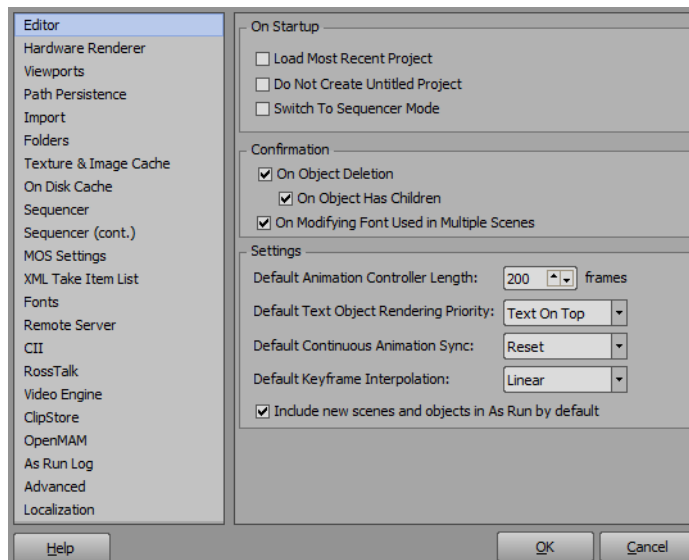 Editor
Hardware Renderer
Viewports
Path Persistence
Import
Folders
Texture & Image Cache
On Disk Cache
Sequencer
Sequencer (cont.)
MOS Settings
XML Take Item List
Fonts
Remote Server
CII
RossTalk
Video Engine
ClipStore
OpenMAM
As Run Log
Advanced
Localization
On Startup
Load Most Recent Project
Do Not Create Untitled Project
Switch To Sequencer Mode
Confirmation
On Object Deletion
On Object Has Children
On Modifying Font Used in Multiple Scenes
Settings
Default Animation Controller Length: 200 frames
Default Text Object Rendering Priority: Text On Top
Default Continuous Animation Sync: Reset
Default Keyframe Interpolation: Linear
Include new scenes and objects in As Run by default
Help OK Cancel